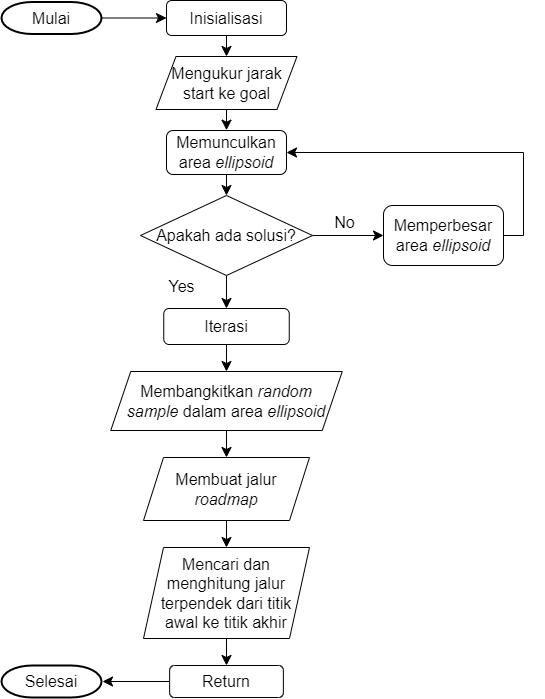 Mulai
Inisialisasi
Mengukur jarak
start ke goal
Memunculkan
area ellipsoid
Apakah ada solusi?
No
Memperbesar
area ellipsoid
Yes
Iterasi
Membangkitkan random
sample dalam area ellipsoid
Membuat jalur
roadmap
Mencari dan
menghitung jalur
terpendek dari titik
awal ke titik akhir
Return
Selesai